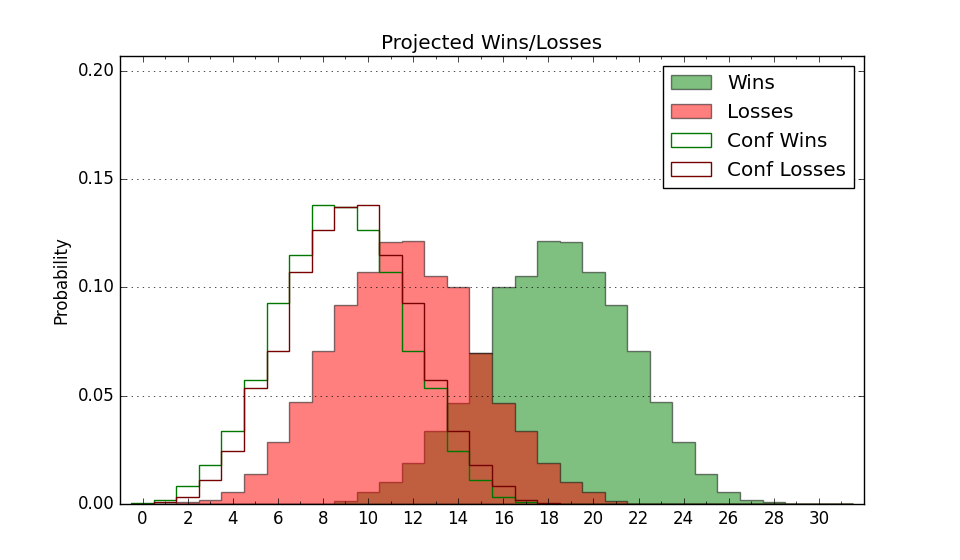 Projected Wins/Losses
0.20
0.15
0.10
0.05
0.00
Probability
Wins
Losses
Conf Wins
Conf Losses
0 2 4 6 8 10 12 14 16 18 20 22 24 26 28 30